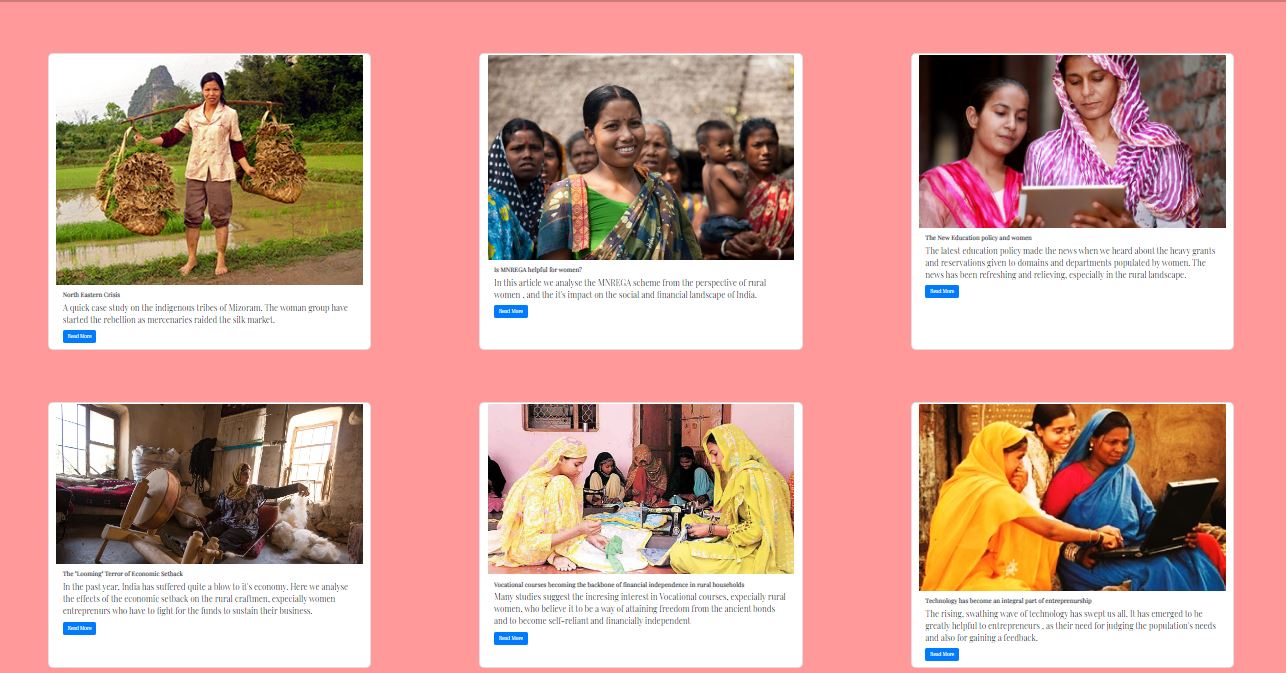 North Eastern Crisis
A quick case study on the indigenous tribes of Mizoram. The woman group have
started the rebellion as mercenaries raided the silk market.
Read More
Is MNREGA helpful for women?
In this article we analyse the MNREGA scheme from the perspective of rural
women , and the it's impact on the social and financial landscape of India.
Read More
The New Education policy and women
The latest education policy made the news when we heard about the heavy grants
and reservations given to domains and departments populated by women. The
news has been refreshing and relieving, especially in the rural landscape.
Read More
The "Looming" Terror of Economic Setback
In the past year, India has suffered quite a blow to it's economy. Here we analyse
the effects of the economic setback on the rural craftmen, especially women
entreprenurs who have to fight for the funds to sustain their business.
Read More
Vocational courses becoming the backbone of financial independence in rural households
Many studies suggest the incresing interest in Vocational courses, expecially rural
women, who believe it to be a way of attaining freedom from the ancient bonds
and to become self-reliant and financially independent
Read More
Technology has become an integral part of entreprenurship
The rising, swathing wave of technology has swept us all. It has emerged to be
greatly helpful to entrepreneurs , as their need for judging the population's needs
and also for gaining a feedback.
Read More